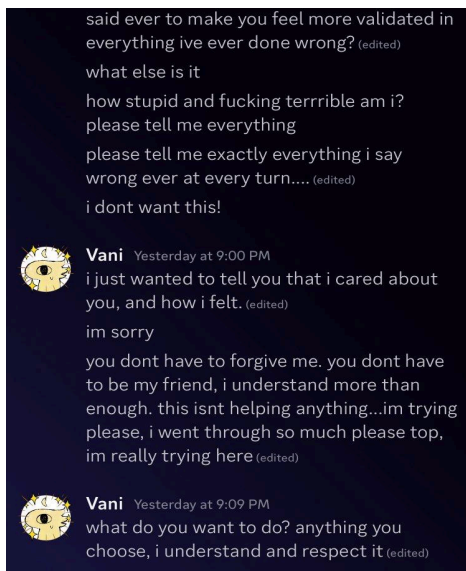 said ever to make you feel more validated in
everything ive ever done wrong? (edited)
what else is it
how stupid and fucking terrrible am i?
please tell me everything
please tell me exactly everything i say
wrong ever at every turn.... (edited)
i dont want this!
Vani Yesterday at 9:00 PM
i just wanted to tell you that i cared about
you, and how i felt. (edited)
im sorry
you dont have to forgive me. you dont have
to be my friend, i understand more than
enough. this isnt helping anything...im trying
please, i went through so much please top,
im really trying here (edited)
Vani Yesterday at 9:09 PM
what do you want to do? anything you
choose, i understand and respect it (edited)